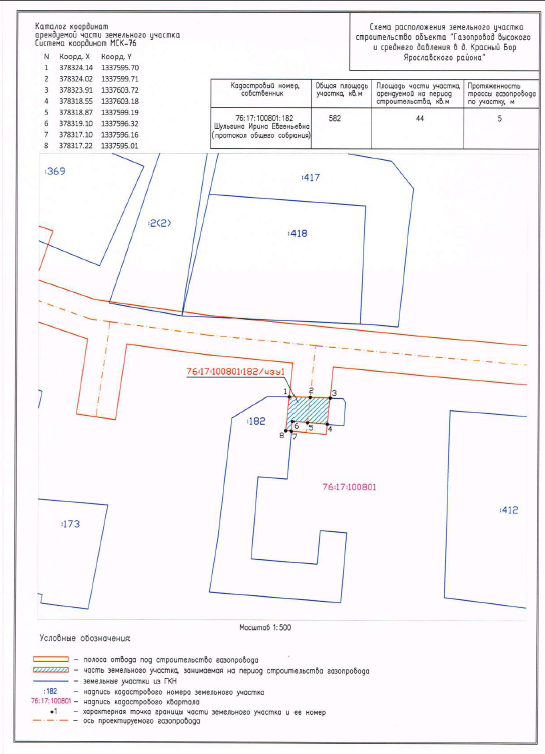 Каталог координат
арендуемой части земельного участка
Система координат МСК-76
N Коорд. X Коорд. Y
1 378324.14 1337595.70
2 378324.02 1337599.71
3 378323.91 1337603.72
4 378318.55 1337603.18
5 378318.87 1337599.19
6 378319.10 1337596.32
7 378317.10 1337596.16
8 378317.22 1337595.01
Схема расположения земельного участка
строительство объекта "Газопровод высокого
и среднего давления в д. Красный Бор
Ярославского района"
Кадастровый номер, собственник
Общая площадь участка, кв.м
Площадь части участка, арендуемой на период строительства, кв.м
Протяженность трассы газопровода по участку, м
76:17:100801:182
Шульгина Ирина Евгеньевна
(протокол общего собрания)
582
44
5
:369
:2(2)
:417
:418
76:17:100801:182/чзу1
1 2 3
:182
6 5 4
8 7
76:17:100801
:412
:173
Масштаб 1:500
Условные обозначения:
– полоса отвода под строительство газопровода
– часть земельного участка, занимаемая на период строительства газопровода
– земельные участки из ГКН
:182 – надпись кадастрового номера земельного участка
76:17:100801 – надпись кадастрового квартала
•1 – характерная точка границы части земельного участка и ее номер
– ось проектируемого газопровода